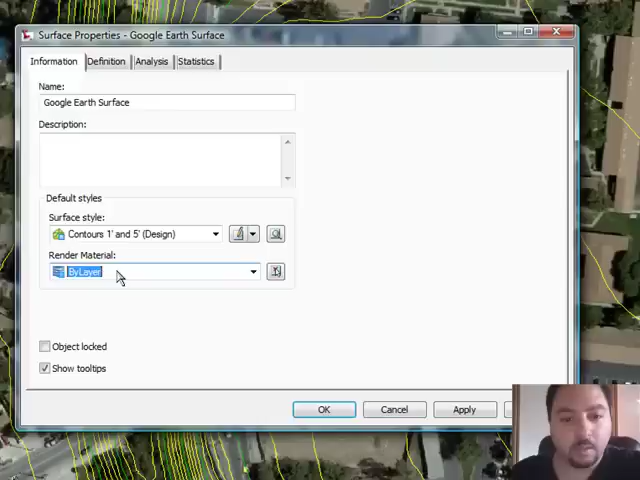 Surface Properties - Google Earth Surface
Information Definition Analysis Statistics
Name:
Google Earth Surface
Description:
Default styles
Surface style:
Contours 1' and 5' (Design)
Render Material:
ByLayer
Object locked
Show tooltips
OK Cancel Apply